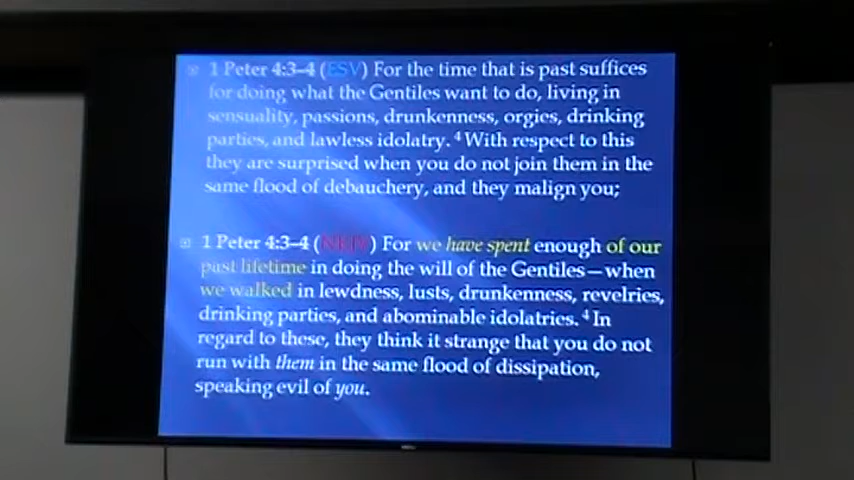 1 Peter 4:3–4 (ESV) For the time that is past suffices
for doing what the Gentiles want to do, living in
sensuality, passions, drunkenness, orgies, drinking
parties, and lawless idolatry. ⁴ With respect to this
they are surprised when you do not join them in the
same flood of debauchery, and they malign you;
1 Peter 4:3–4 (NKJV) For we have spent enough of our
past lifetime in doing the will of the Gentiles—when
we walked in lewdness, lusts, drunkenness, revelries,
drinking parties, and abominable idolatries. ⁴ In
regard to these, they think it strange that you do not
run with them in the same flood of dissipation,
speaking evil of you.